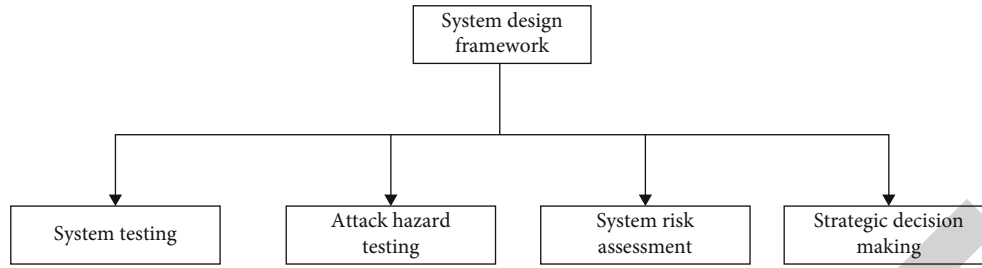 System design
framework
System testing
Attack hazard
testing
System risk
assessment
Strategic decision
making